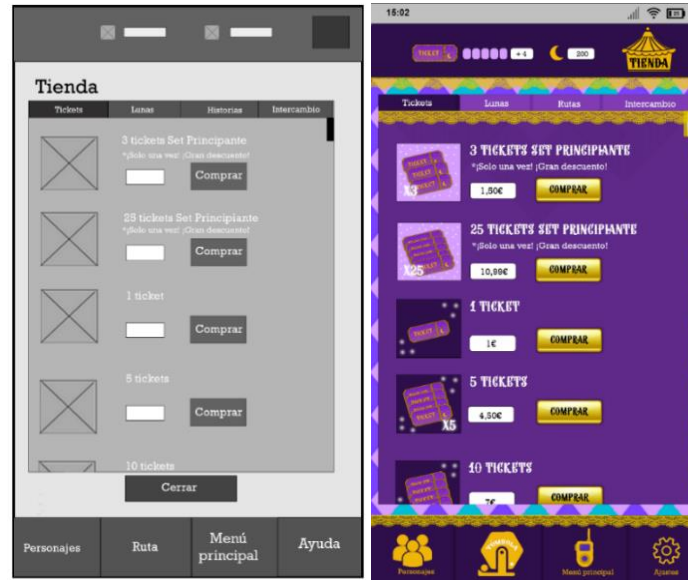 Tienda
Tickets Lunas Historias Intercambio
3 tickets Set Principante
*¡Solo una vez! ¡Gran descuento!
Comprar
25 tickets Set Principiante
*¡Solo una vez! ¡Gran descuento!
Comprar
1 ticket
Comprar
5 tickets
Comprar
10 tickets
Cerrar
Personajes Ruta Menú principal Ayuda
15:02
TICKET +4 200 TIENDA
Tickets Lunas Rutas Intercambio
3 TICKETS SET PRINCIPIANTE
*¡Solo una vez! ¡Gran descuento!
X3 1,50€ COMPRAR
25 TICKETS SET PRINCIPIANTE
*¡Solo una vez! ¡Gran descuento!
X25 10,99€ COMPRAR
1 TICKET
TICKET 1€ COMPRAR
5 TICKETS
X5 4,50€ COMPRAR
10 TICKETS
7€ COMPRAR
TOMBOLA
Personajes Menú principal Ajustes